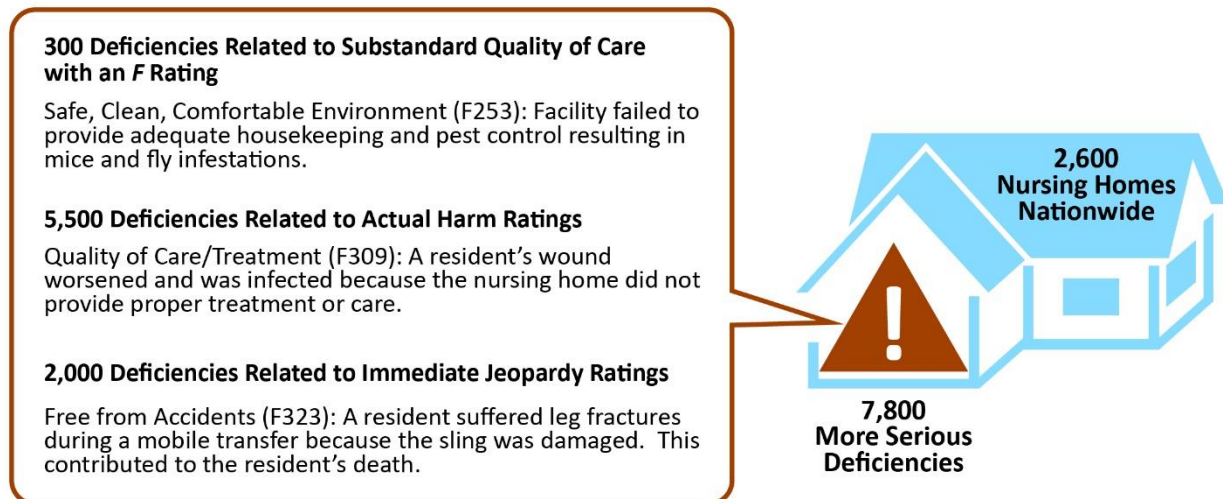 300 Deficiencies Related to Substandard Quality of Care
with an F Rating
Safe, Clean, Comfortable Environment (F253): Facility failed to
provide adequate housekeeping and pest control resulting in
mice and fly infestations.
5,500 Deficiencies Related to Actual Harm Ratings
Quality of Care/Treatment (F309): A resident’s wound
worsened and was infected because the nursing home did not
provide proper treatment or care.
2,000 Deficiencies Related to Immediate Jeopardy Ratings
Free from Accidents (F323): A resident suffered leg fractures
during a mobile transfer because the sling was damaged.  This
contributed to the resident’s death.
2,600
Nursing Homes
Nationwide
!
7,800
More Serious
Deficiencies